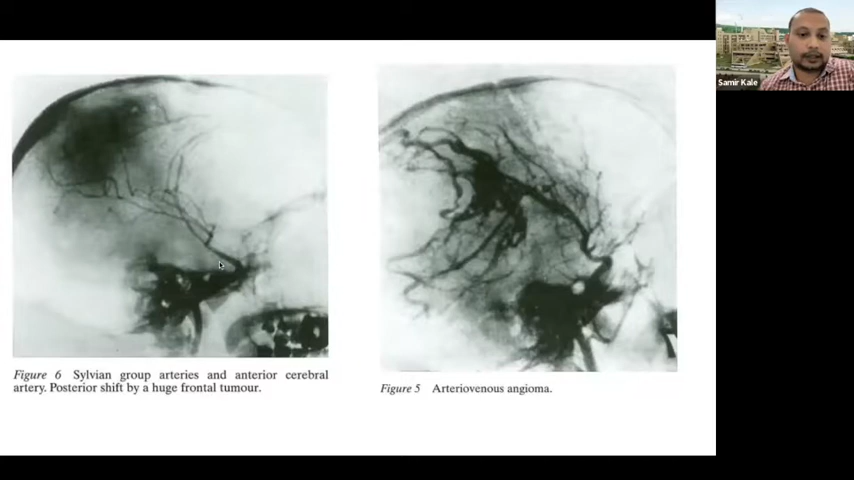 Samir Kale
Figure 6 Sylvian group arteries and anterior cerebral
artery. Posterior shift by a huge frontal tumour.
Figure 5 Arteriovenous angioma.